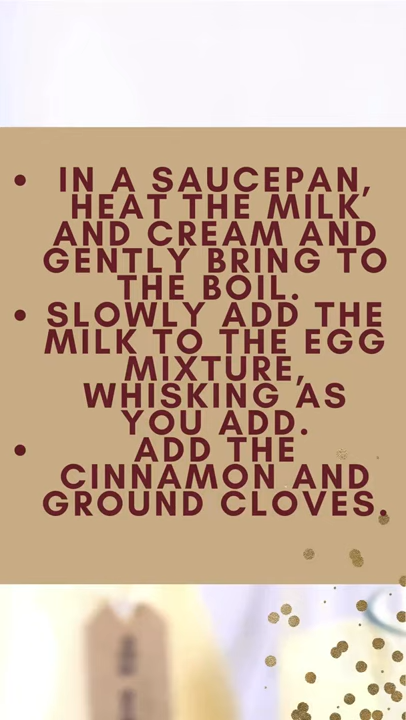 • IN A SAUCEPAN,
HEAT THE MILK
AND CREAM AND
GENTLY BRING TO
THE BOIL.
• SLOWLY ADD THE
MILK TO THE EGG
MIXTURE,
WHISKING AS
YOU ADD.
• ADD THE
CINNAMON AND
GROUND CLOVES.